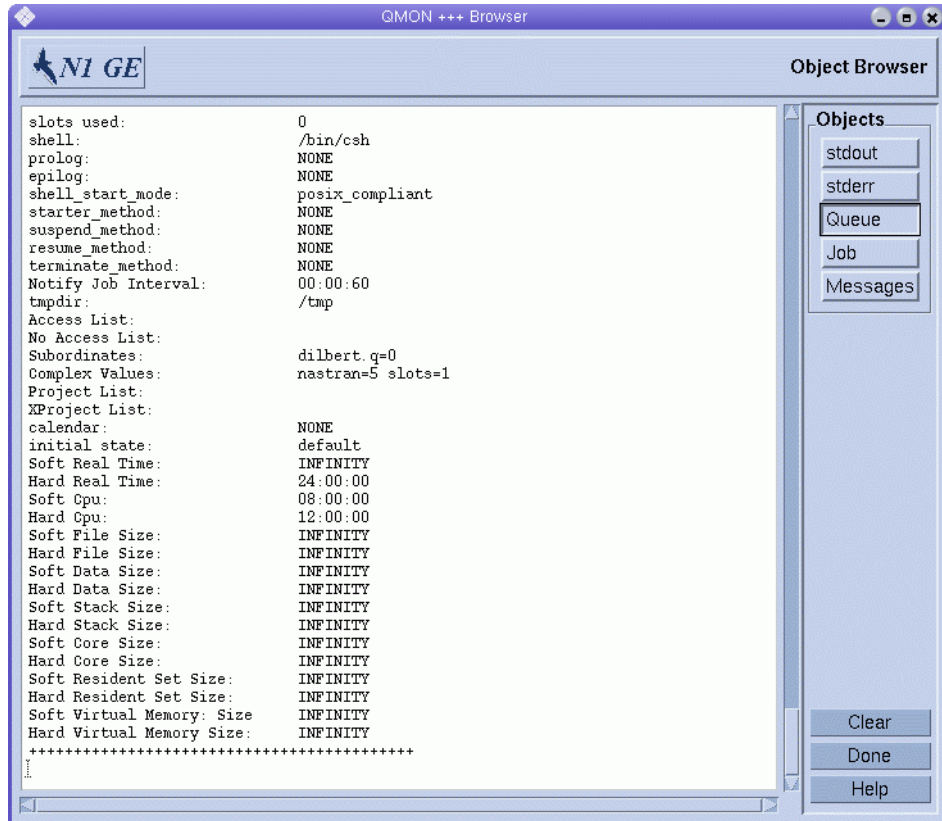 QMON +++ Browser
N1 GE
Object Browser
slots used: 0
shell: /bin/csh
prolog: NONE
epilog: NONE
shell_start_mode: posix_compliant
starter_method: NONE
suspend_method: NONE
resume_method: NONE
terminate_method: NONE
Notify Job Interval: 00:00:60
tmpdir: /tmp
Access List:
No Access List:
Subordinates: dilbert.q=0
Complex Values: nastran=5 slots=1
Project List:
XProject List:
calendar: NONE
initial state: default
Soft Real Time: INFINITY
Hard Real Time: 24:00:00
Soft Cpu: 08:00:00
Hard Cpu: 12:00:00
Soft File Size: INFINITY
Hard File Size: INFINITY
Soft Data Size: INFINITY
Hard Data Size: INFINITY
Soft Stack Size: INFINITY
Hard Stack Size: INFINITY
Soft Core Size: INFINITY
Hard Core Size: INFINITY
Soft Resident Set Size: INFINITY
Hard Resident Set Size: INFINITY
Soft Virtual Memory: Size INFINITY
Hard Virtual Memory Size: INFINITY
+++++++++++++++++++++++++++++++++++++++++++
Objects
stdout
stderr
Queue
Job
Messages
Clear
Done
Help